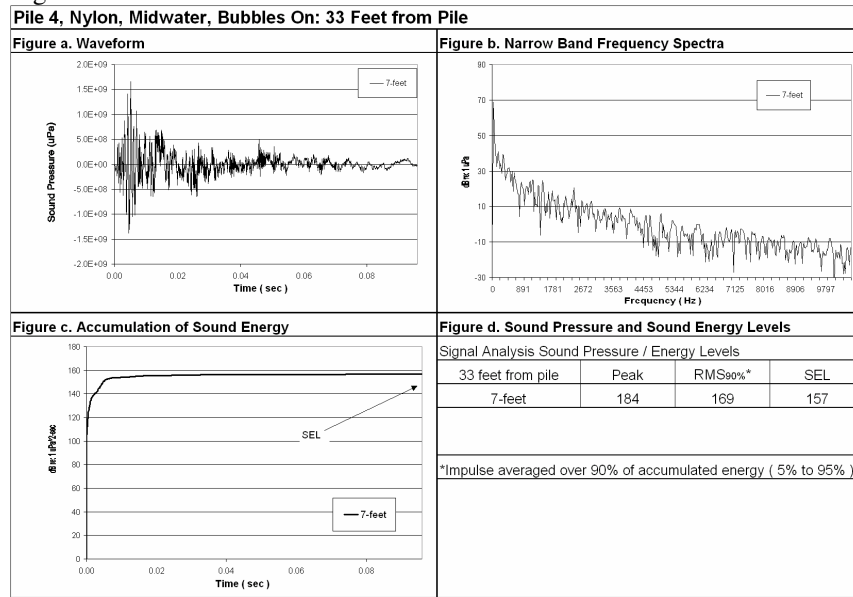 Pile 4, Nylon, Midwater, Bubbles On: 33 Feet from Pile
Figure a. Waveform
2.0E+09
1.5E+09
1.0E+09
5.0E+08
0.0E+00
-5.0E+08
-1.0E+09
-1.5E+09
-2.0E+09
Sound Pressure (uPa)
7-feet
0.00 0.02 0.04 0.06 0.08
Time ( sec )
Figure b. Narrow Band Frequency Spectra
90
70
50
30
10
-10
-30
dB re: 1 uPa
7-feet
0 891 1781 2672 3563 4453 5344 6234 7125 8016 8906 9797
Frequency ( Hz )
Figure c. Accumulation of Sound Energy
180
160
140
120
100
80
60
40
20
0
SEL
7-feet
0.00 0.02 0.04 0.06 0.08
Time ( sec )
Figure d. Sound Pressure and Sound Energy Levels
Signal Analysis Sound Pressure / Energy Levels
33 feet from pile Peak RMS90%* SEL
7-feet 184 169 157
*Impulse averaged over 90% of accumulated energy ( 5% to 95% )